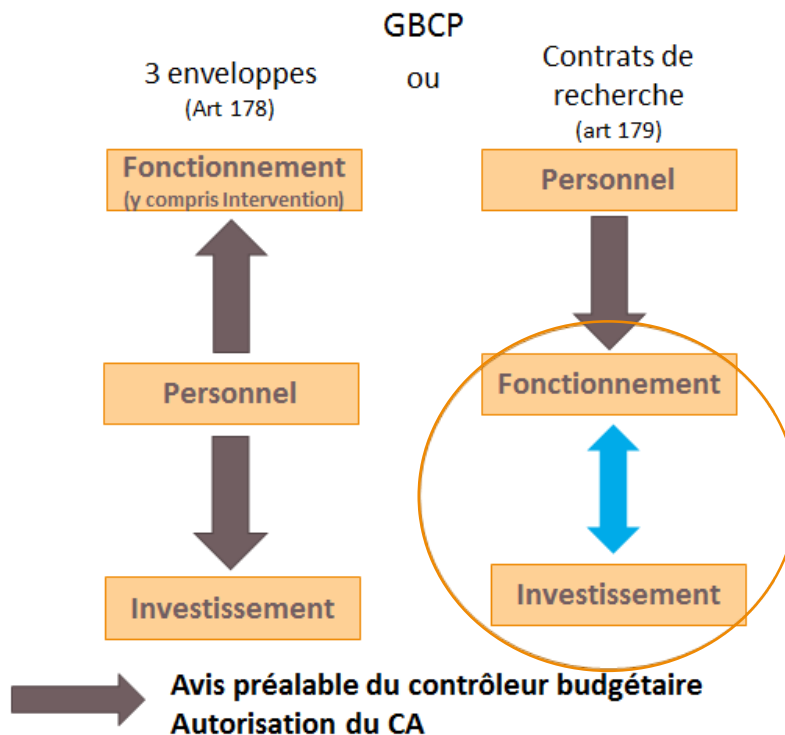 GBCP
ou
3 enveloppes
(Art 178)
Fonctionnement
(y compris Intervention)
Personnel
Investissement
Contrats de
recherche
(art 179)
Personnel
Fonctionnement
Investissement
Avis préalable du contrôleur budgétaire
Autorisation du CA